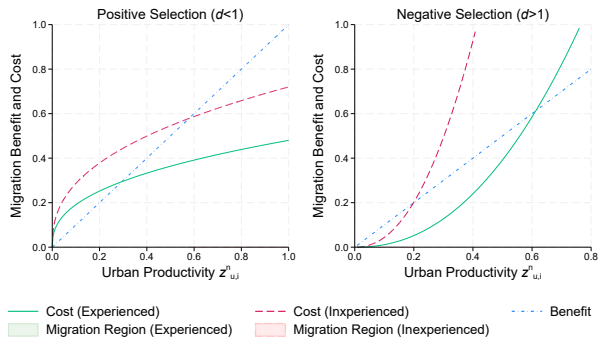 Positive Selection (d<1)
Negative Selection (d>1)
Migration Benefit and Cost
1.0
0.8
0.6
0.4
0.2
0.0
0.0 0.2 0.4 0.6 0.8 1.0
Urban Productivity zⁿᵤ,ᵢ
Migration Benefit and Cost
1.0
0.8
0.6
0.4
0.2
0.0
0.0 0.2 0.4 0.6 0.8
Urban Productivity zⁿᵤ,ᵢ
Cost (Experienced) Cost (Inxperienced) Benefit
Migration Region (Experienced) Migration Region (Inexperienced)